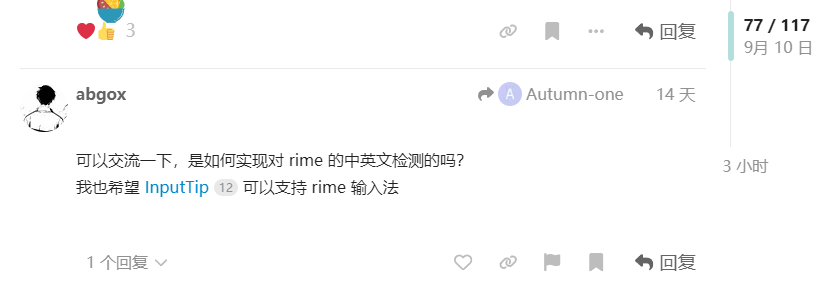 3
回复
77 / 117
9月 10 日
abgox
A Autumn-one
14 天
可以交流一下，是如何实现对 rime 的中英文检测的吗?
我也希望 InputTip 12 可以支持 rime 输入法
3 小时
1 个回复
回复